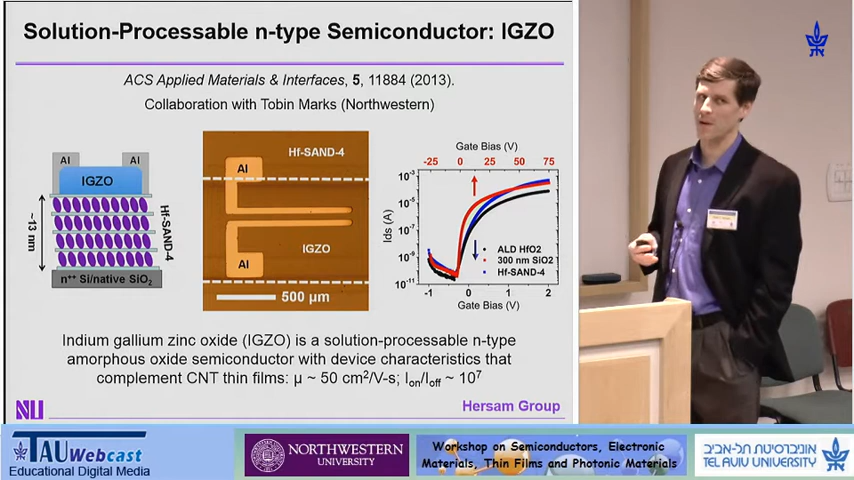 Solution-Processable n-type Semiconductor: IGZO
ACS Applied Materials & Interfaces, 5, 11884 (2013).
Collaboration with Tobin Marks (Northwestern)
Al
Al
IGZO
~13 nm
Hf-SAND-4
n⁺⁺ Si/native SiO₂
Hf-SAND-4
Al
IGZO
Al
500 µm
Gate Bias (V)
-25 0 25 50 75
Ids (A)
10⁻³
10⁻⁵
10⁻⁷
10⁻⁹
10⁻¹¹
ALD HfO2
300 nm SiO2
Hf-SAND-4
-1 0 1 2
Gate Bias (V)
Indium gallium zinc oxide (IGZO) is a solution-processable n-type
amorphous oxide semiconductor with device characteristics that
complement CNT thin films: µ ~ 50 cm²/V-s; Ion/Ioff ~ 10⁷
NU
Hersam Group
TAU Webcast
Educational Digital Media
NORTHWESTERN
UNIVERSITY
Workshop on Semiconductors, Electronic
Materials, Thin Films and Photonic Materials
אוניברסיטת תל-אביב
TEL AVIV UNIVERSITY